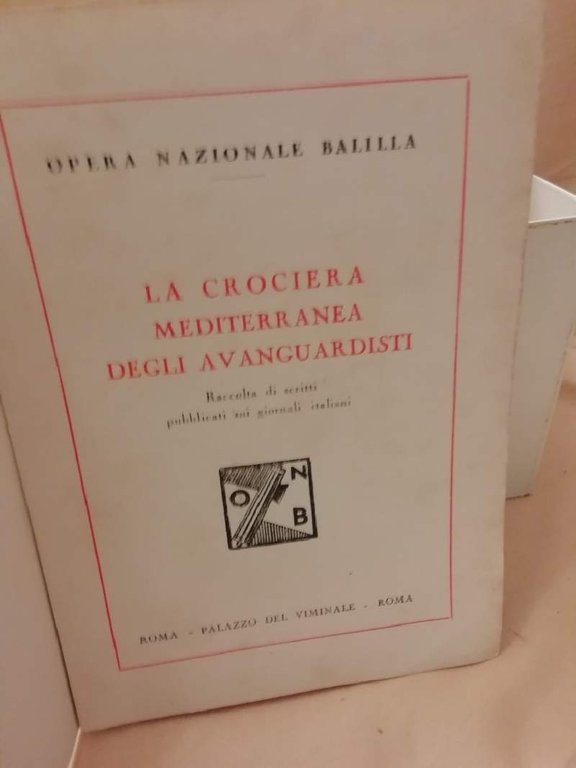 OPERA NAZIONALE BALILLA
LA CROCIERA
MEDITERRANEA
DEGLI AVANGUARDISTI
Raccolta di scritti
pubblicati sui giornali italiani
O N
B
ROMA - PALAZZO DEL VIMINALE - ROMA